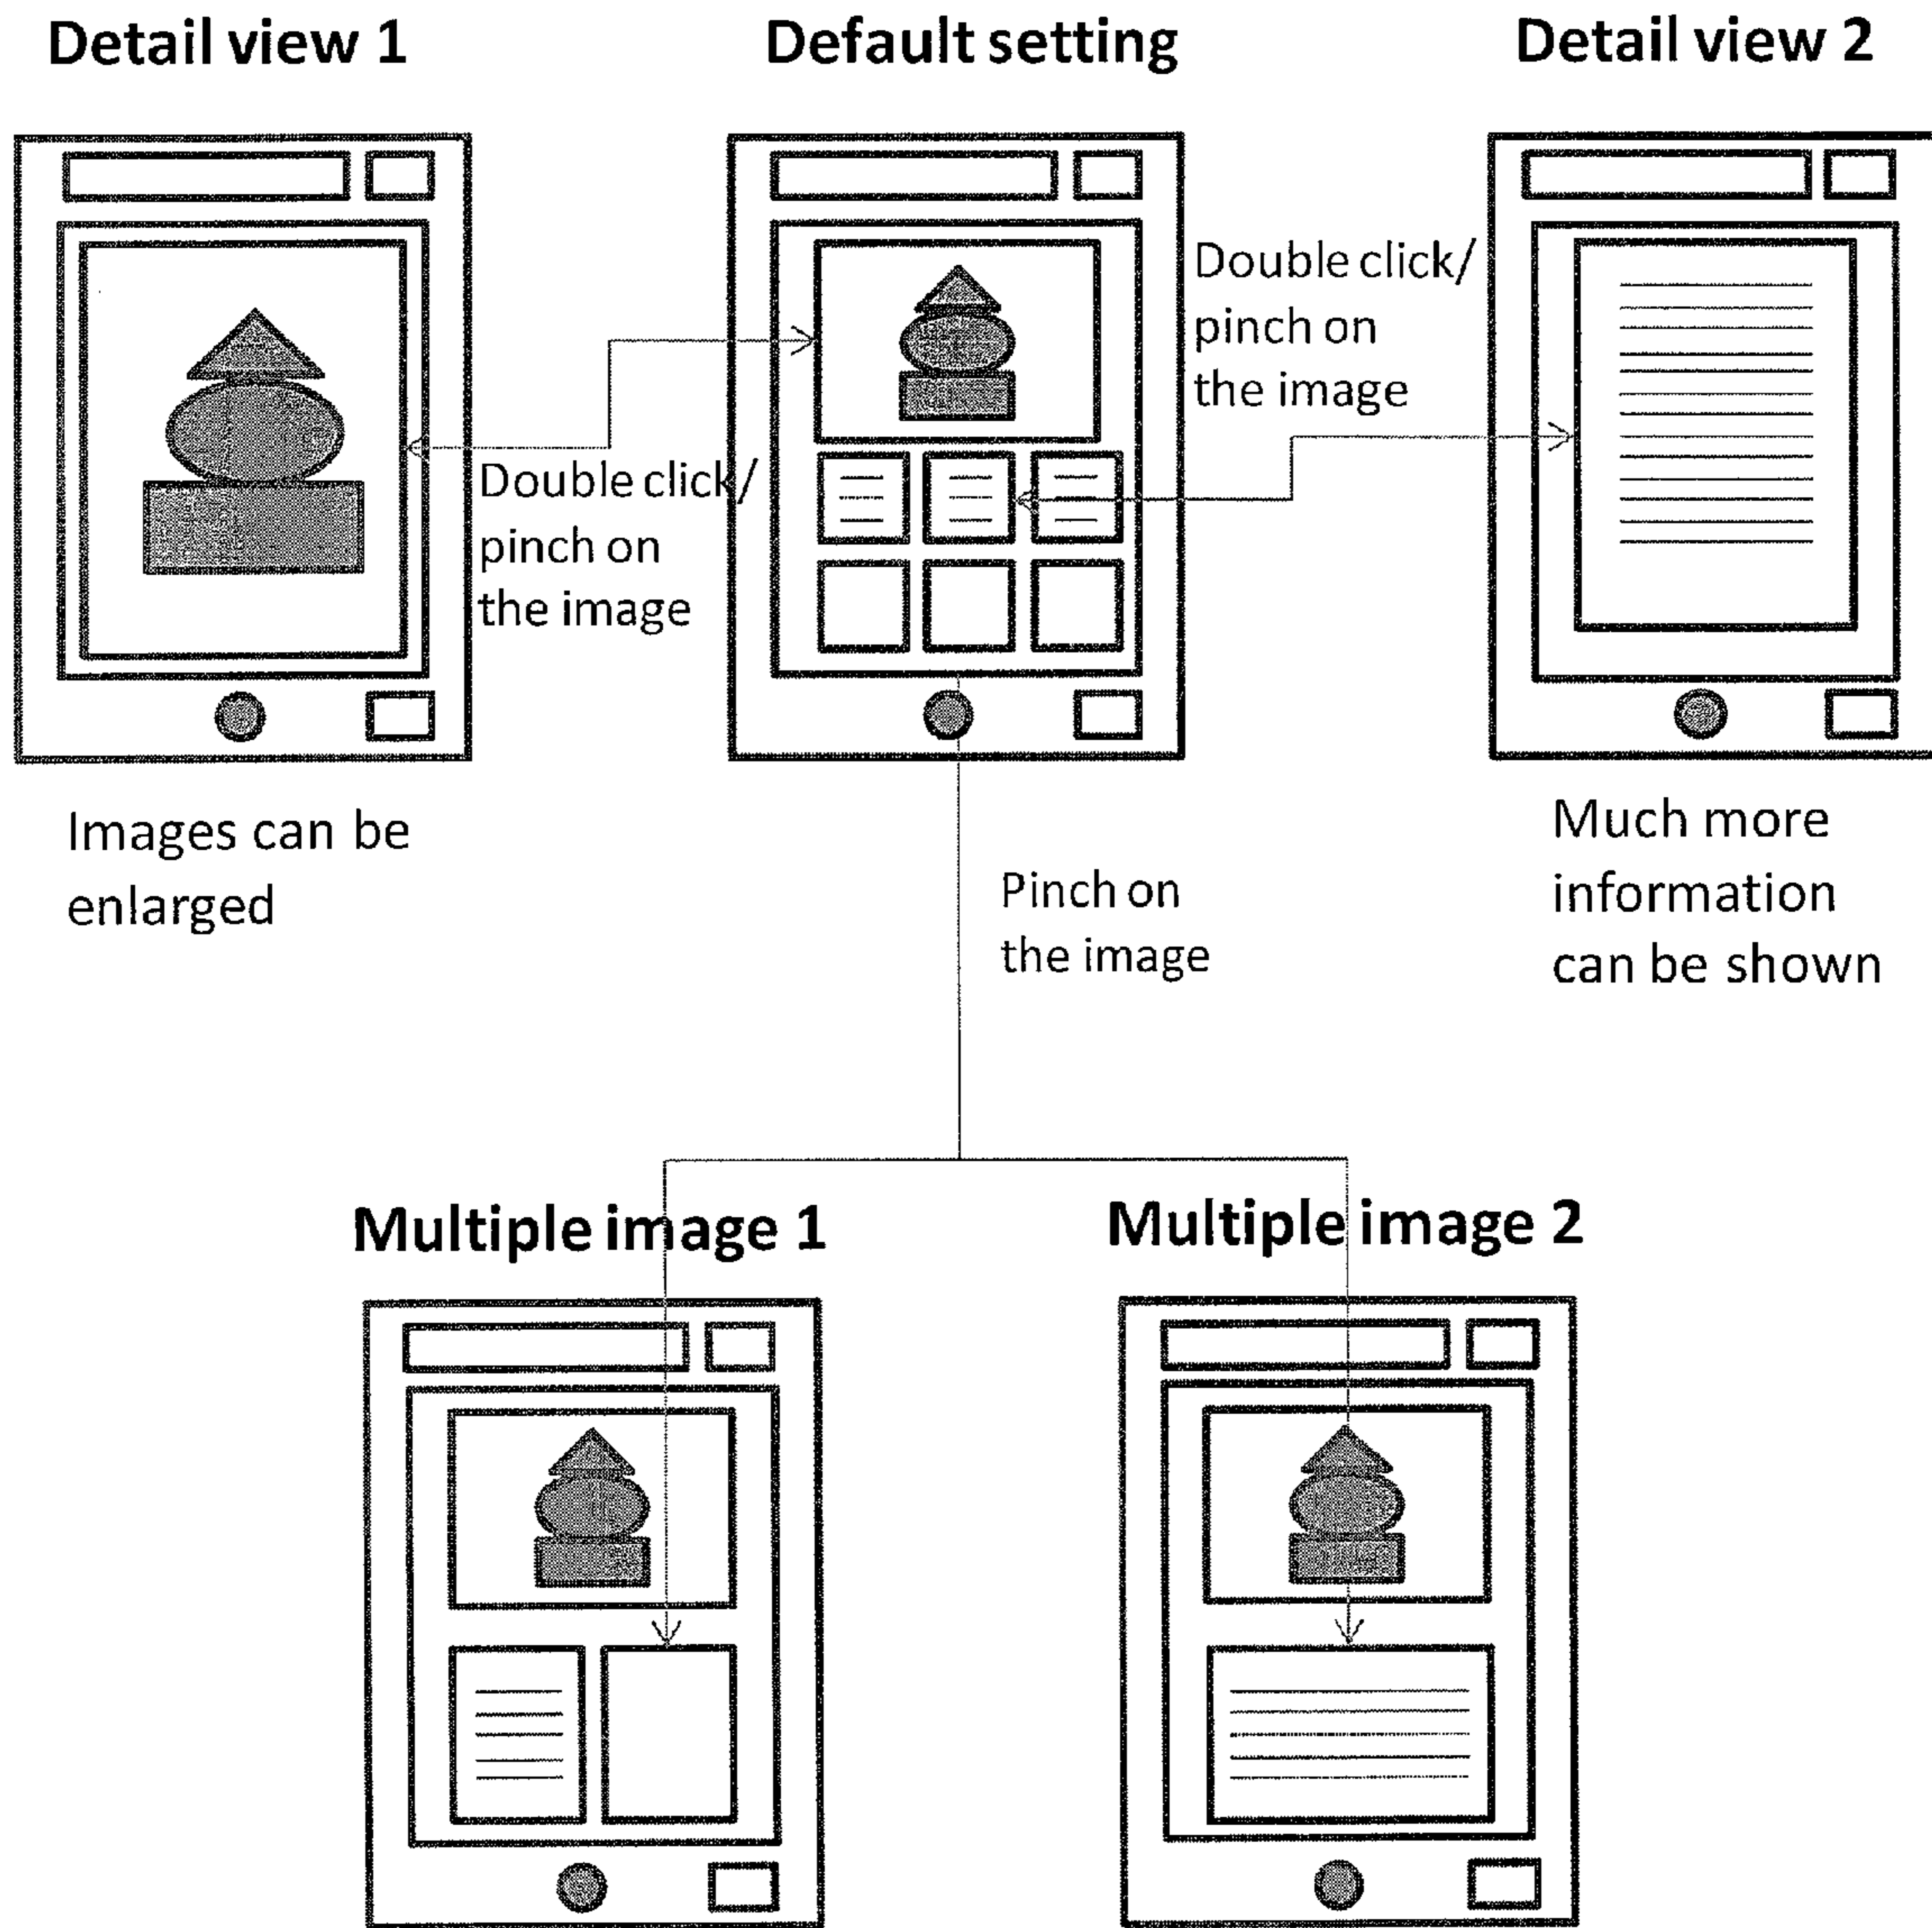 Detail view 1
Default setting
Detail view 2
Double click/
pinch on
the image
Double click/
pinch on
the image
Images can be
enlarged
Much more
information
can be shown
Pinch on
the image
Multiple image 1
Multiple image 2